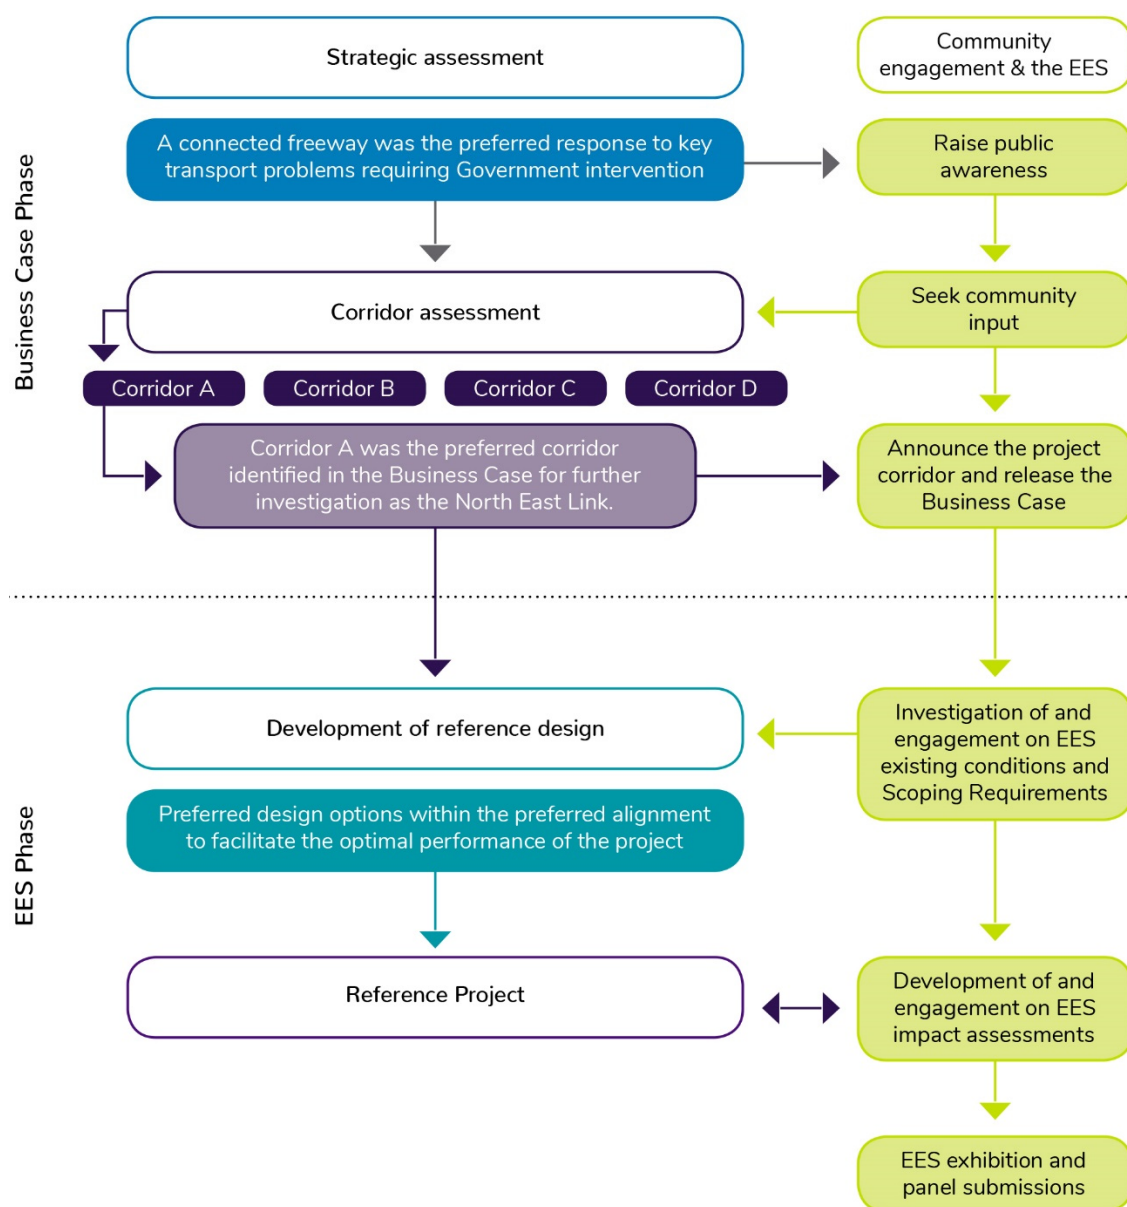 Strategic assessment
Community
engagement & the EES
Business Case Phase
A connected freeway was the preferred response to key
transport problems requiring Government intervention
Raise public
awareness
Corridor assessment
Seek community
input
Corridor A
Corridor B
Corridor C
Corridor D
Corridor A was the preferred corridor
identified in the Business Case for further
investigation as the North East Link.
Announce the project
corridor and release the
Business Case
EES Phase
Development of reference design
Investigation of and
engagement on EES
existing conditions and
Scoping Requirements
Preferred design options within the preferred alignment
to facilitate the optimal performance of the project
Reference Project
Development of and
engagement on EES
impact assessments
EES exhibition and
panel submissions